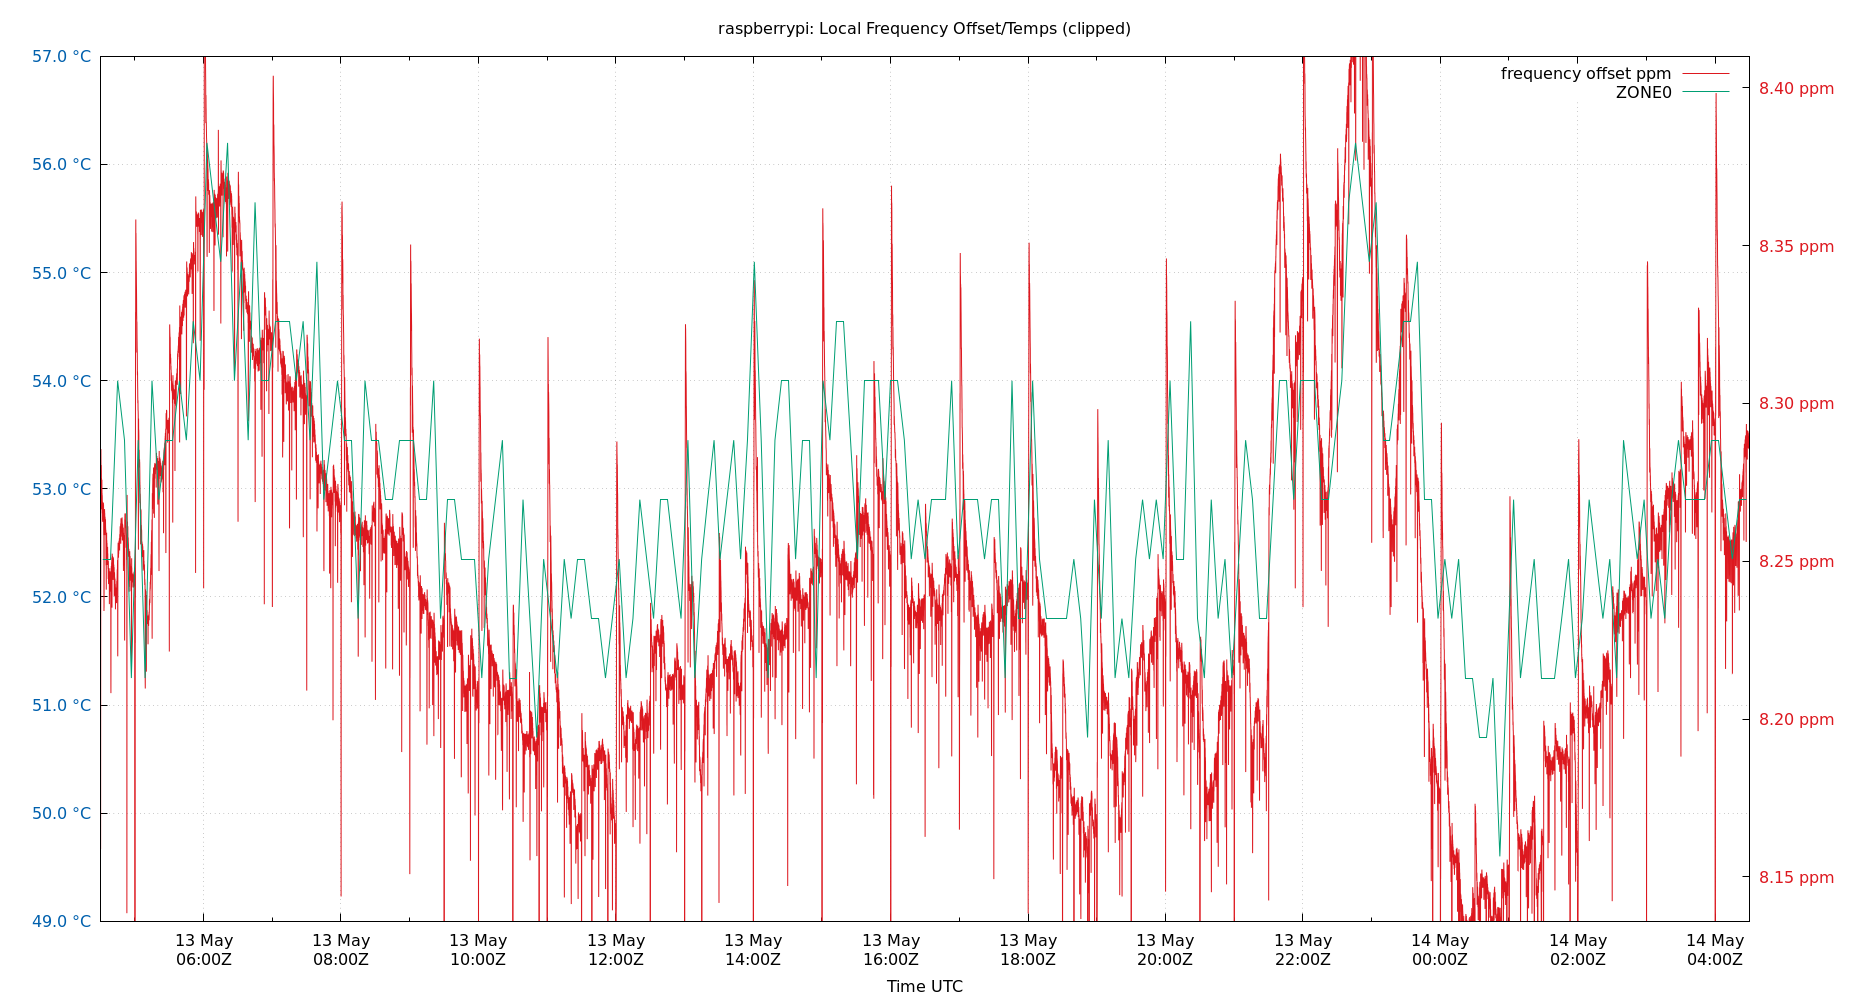 raspberrypi: Local Frequency Offset/Temps (clipped)
57.0 °C
56.0 °C
55.0 °C
54.0 °C
53.0 °C
52.0 °C
51.0 °C
50.0 °C
49.0 °C
frequency offset ppm
ZONE0
8.40 ppm
8.35 ppm
8.30 ppm
8.25 ppm
8.20 ppm
8.15 ppm
13 May 13 May 13 May 13 May 13 May 13 May 13 May 13 May 13 May 14 May 14 May 14 May
06:00Z 08:00Z 10:00Z 12:00Z 14:00Z 16:00Z 18:00Z 20:00Z 22:00Z 00:00Z 02:00Z 04:00Z
Time UTC